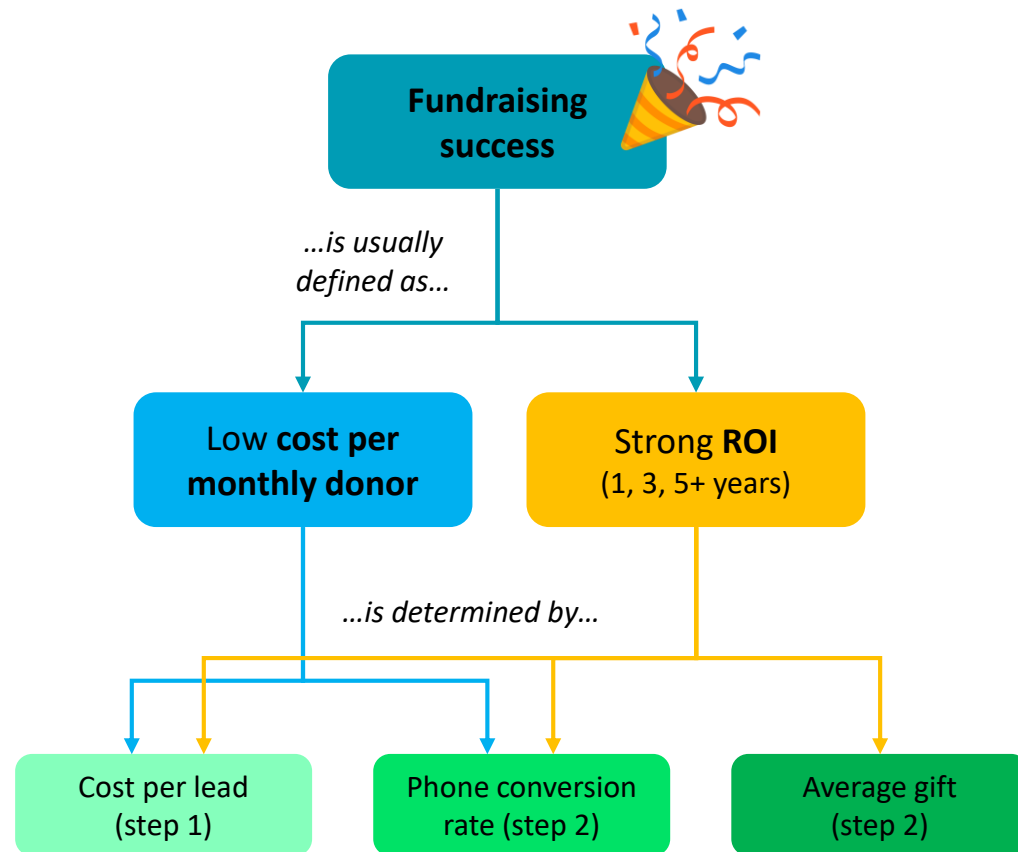 Fundraising
success
…is usually
defined as…
Low cost per
monthly donor
Strong ROI
(1, 3, 5+ years)
…is determined by…
Cost per lead
(step 1)
Phone conversion
rate (step 2)
Average gift
(step 2)